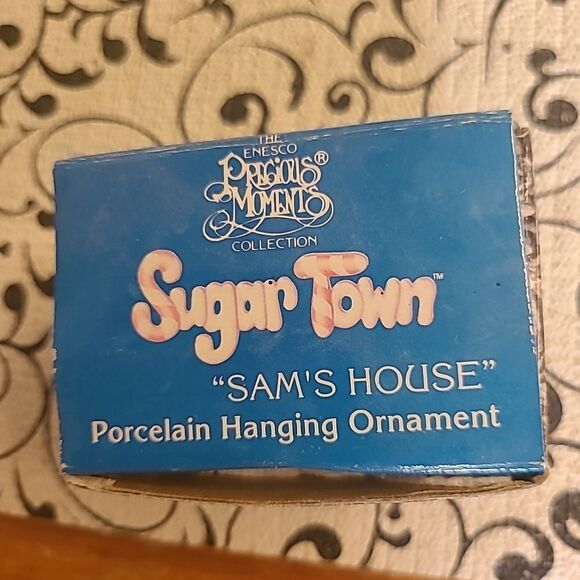 THE
ENESCO
PRECIOUS®
MOMENTS
COLLECTION
Sugar Town™
"SAM'S HOUSE"
Porcelain Hanging Ornament